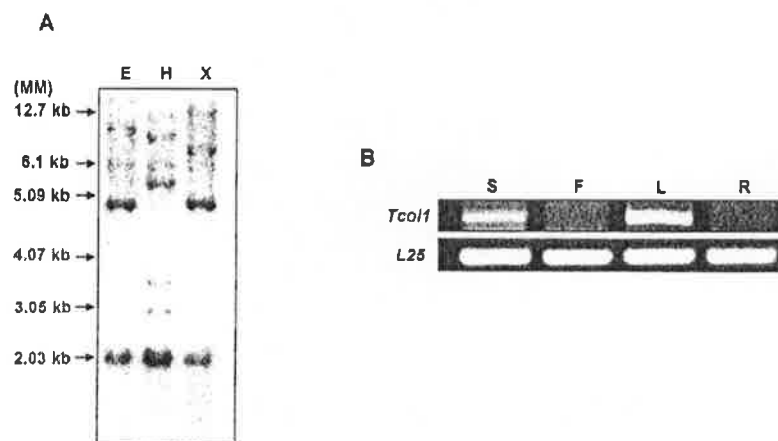 A
E H X
(MM)
12.7 kb
6.1 kb
5.09 kb
4.07 kb
3.05 kb
2.03 kb
B
S F L R
Tcol1
L25